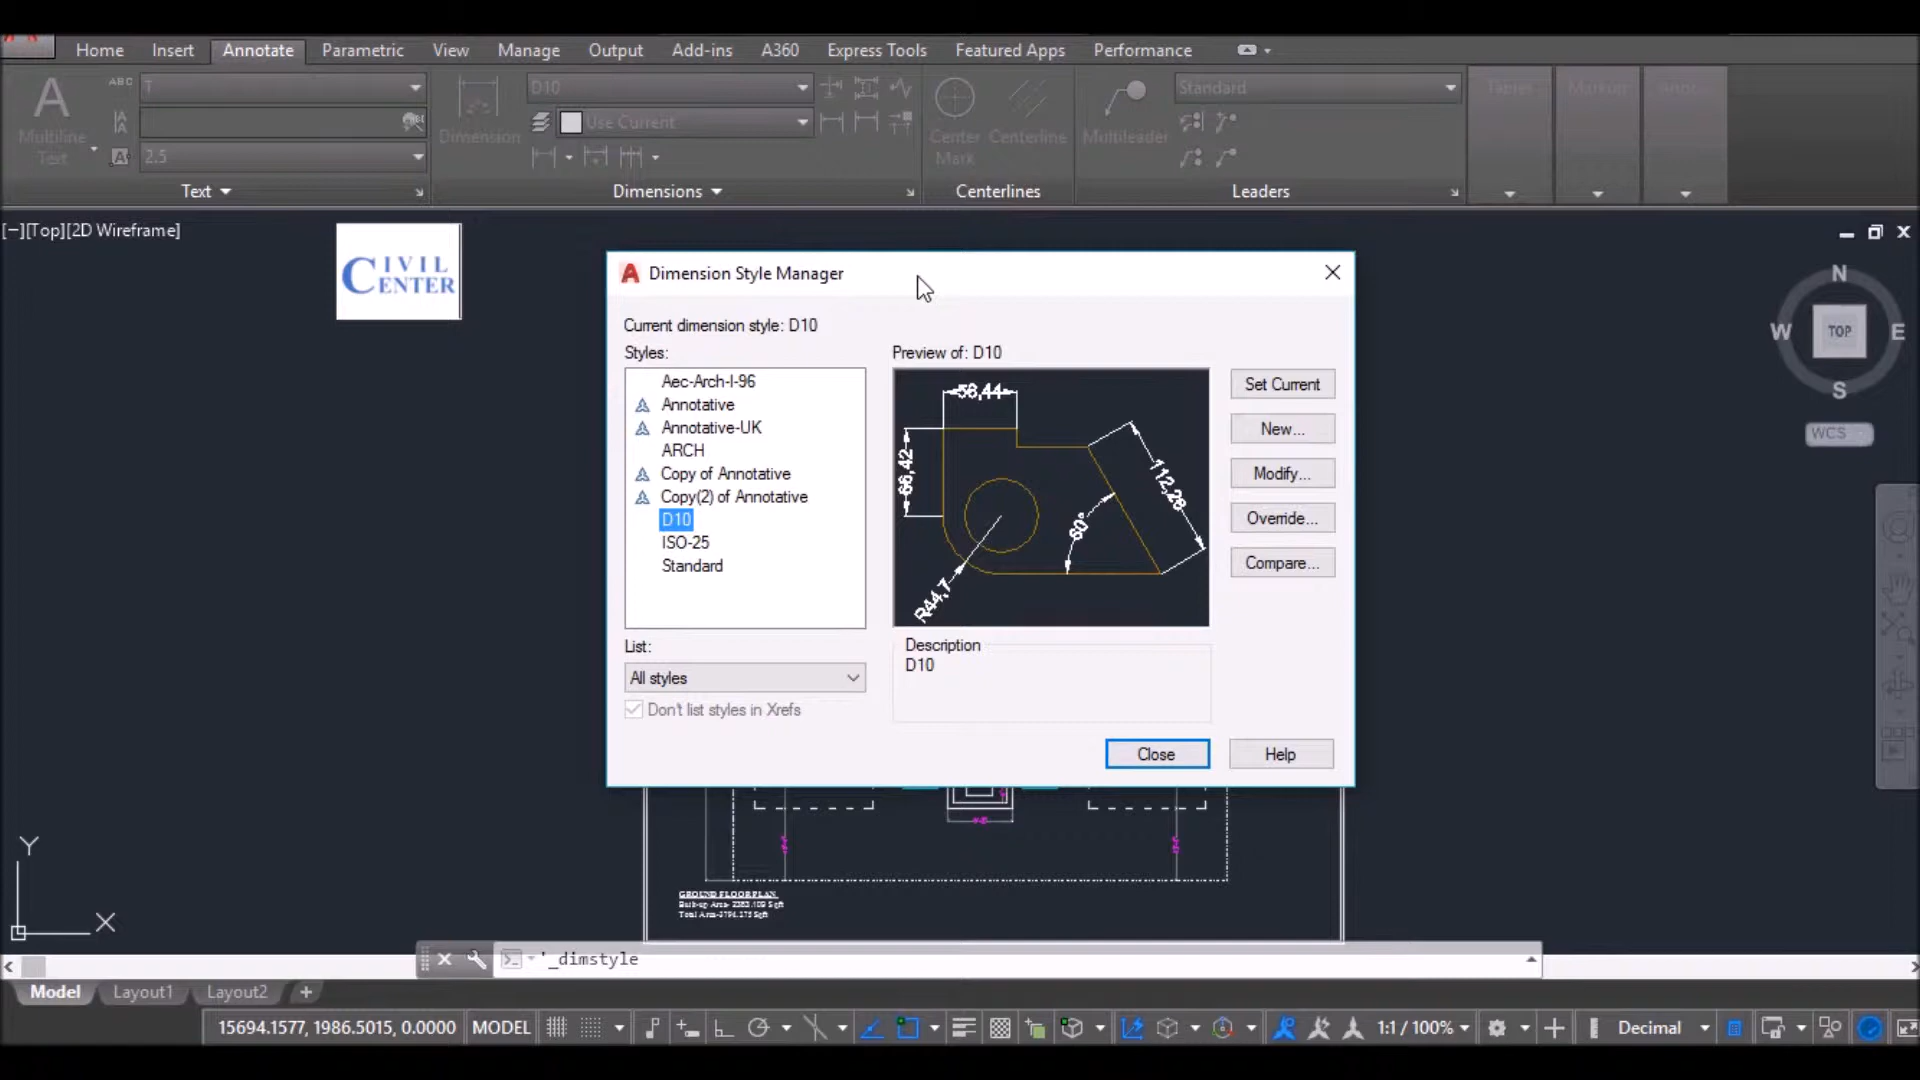 Home Insert Annotate Parametric View Manage Output Add-ins A360 Express Tools Featured Apps Performance
A ABC T D10 Standard
Multiline Text
Dimension
Use Current
Center Mark
Centerline
Multileader
2.5
Text Dimensions Centerlines Leaders
[−][Top][2D Wireframe]
CIVIL
CENTER
N
W TOP E
S
WCS
Dimension Style Manager
Current dimension style: D10
Styles:
Aec-Arch-I-96
Annotative
Annotative-UK
ARCH
Copy of Annotative
Copy(2) of Annotative
D10
ISO-25
Standard
List:
All styles
Don't list styles in Xrefs
Preview of: D10
56,44
66,42
112,28
60°
R44,7
Description
D10
Set Current
New...
Modify...
Override...
Compare...
Close Help
GROUND FLOOR PLAN
Y
X
'_dimstyle
Model Layout1 Layout2 +
15694.1577, 1986.5015, 0.0000 MODEL 1:1 / 100% Decimal